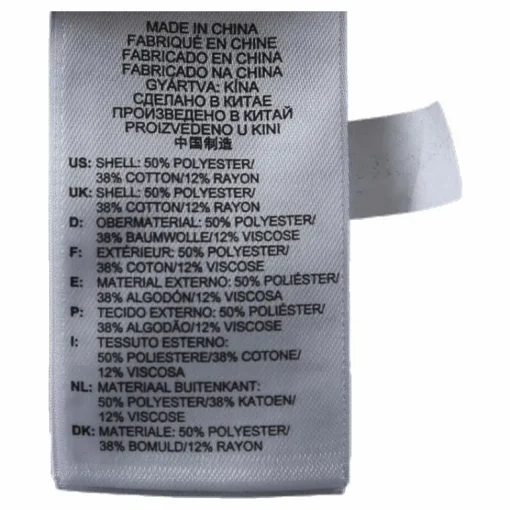 MADE IN CHINA
FABRIQUÉ EN CHINE
FABRICADO EN CHINA
FABRICADO NA CHINA
GYÁRTVA: KÍNA
СДЕЛАНО В КИТАЕ
ПРОИЗВЕДЕНО В КИТАЙ
PROIZVEDENO U KINI
中国制造
US: SHELL: 50% POLYESTER/
38% COTTON/12% RAYON
UK: SHELL: 50% POLYESTER/
38% COTTON/12% RAYON
D: OBERMATERIAL: 50% POLYESTER/
38% BAUMWOLLE/12% VISCOSE
F: EXTÉRIEUR: 50% POLYESTER/
38% COTON/12% VISCOSE
E: MATERIAL EXTERNO: 50% POLIÉSTER/
38% ALGODÓN/12% VISCOSA
P: TECIDO EXTERNO: 50% POLIÉSTER/
38% ALGODÃO/12% VISCOSE
I: TESSUTO ESTERNO:
50% POLIESTERE/38% COTONE/
12% VISCOSA
NL: MATERIAAL BUITENKANT:
50% POLYESTER/38% KATOEN/
12% VISCOSE
DK: MATERIALE: 50% POLYESTER/
38% BOMULD/12% RAYON